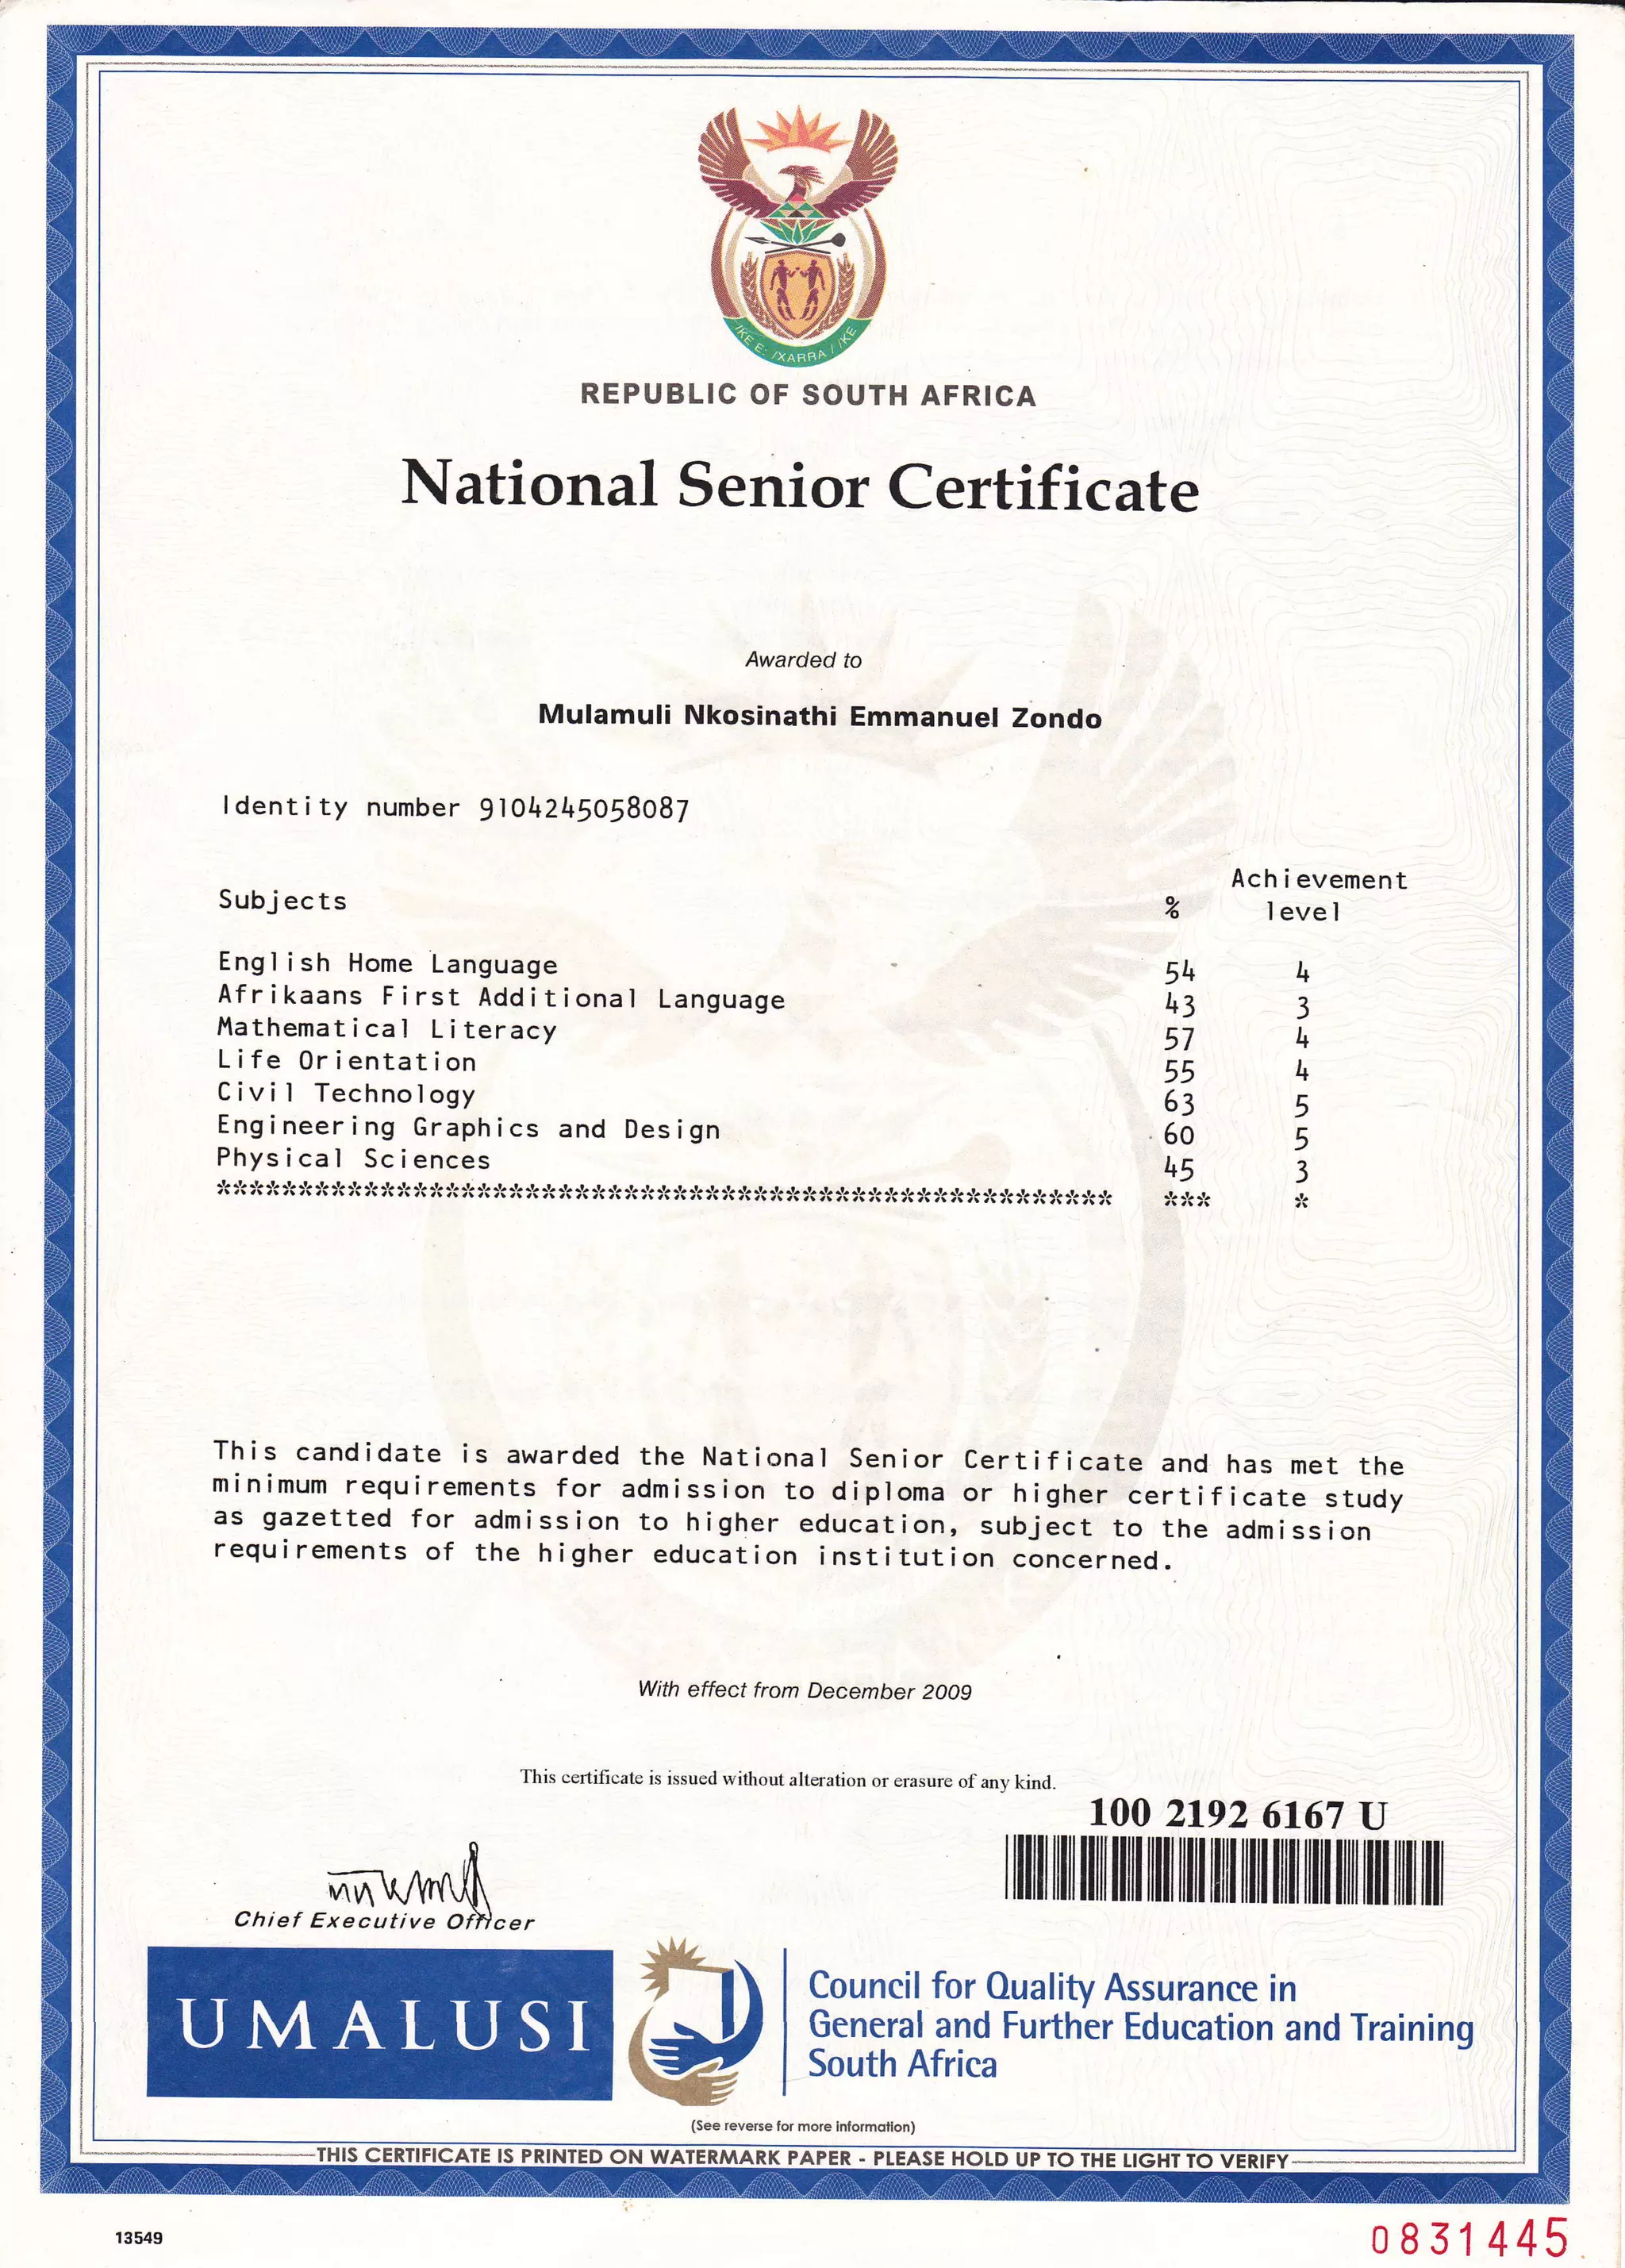 IKE E: /XARRA / /KE
REPUBLIC OF SOUTH AFRICA
National Senior Certificate
Awarded to
Mulamuli Nkosinathi Emmanuel Zondo
Identity number 9104245058087
Subjects % Achievement level
English Home Language 54 4
Afrikaans First Additional Language 43 3
Mathematical Literacy 57 4
Life Orientation 55 4
Civil Technology 63 5
Engineering Graphics and Design 60 5
Physical Sciences 45 3
******************************************************* *** *
This candidate is awarded the National Senior Certificate and has met the
minimum requirements for admission to diploma or higher certificate study
as gazetted for admission to higher education, subject to the admission
requirements of the higher education institution concerned.
With effect from December 2009
This certificate is issued without alteration or erasure of any kind.
100 2192 6167 U
Chief Executive Officer
UMALUSI
Council for Quality Assurance in
General and Further Education and Training
South Africa
(See reverse for more information)
THIS CERTIFICATE IS PRINTED ON WATERMARK PAPER - PLEASE HOLD UP TO THE LIGHT TO VERIFY
13549
0831445